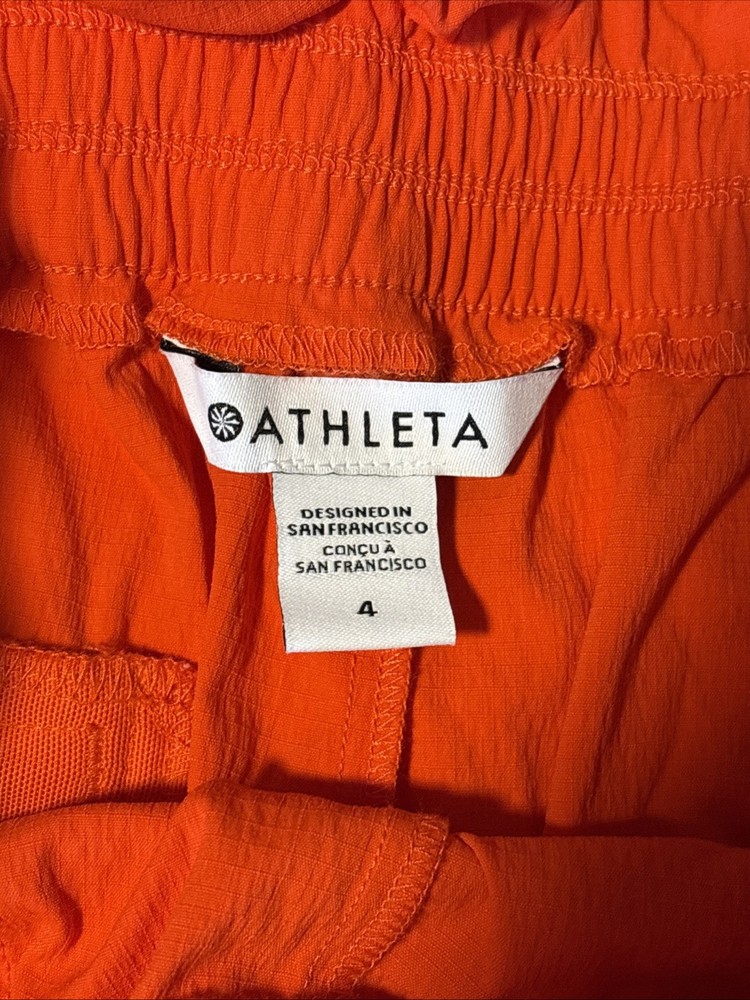 ATHLETA
DESIGNED IN
SAN FRANCISCO
CONÇU À
SAN FRANCISCO
4